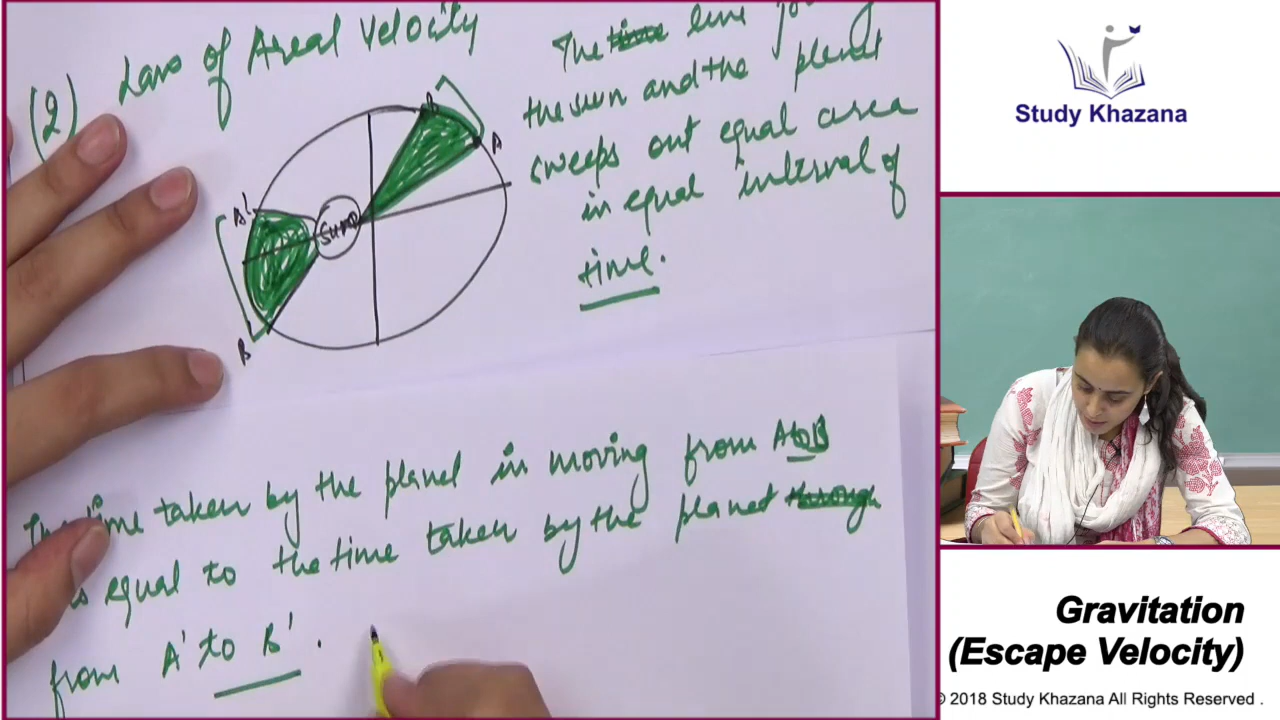 (2) Law of Areal Velocity
The time line
the sun and the planet
sweeps out equal area
in equal interval of
time.
B
A
A'
Sun
B'
time taken by the planet in moving from A to B
is equal to the time taken by the planet through
from A' to B'.
Study Khazana
Gravitation
(Escape Velocity)
© 2018 Study Khazana All Rights Reserved .